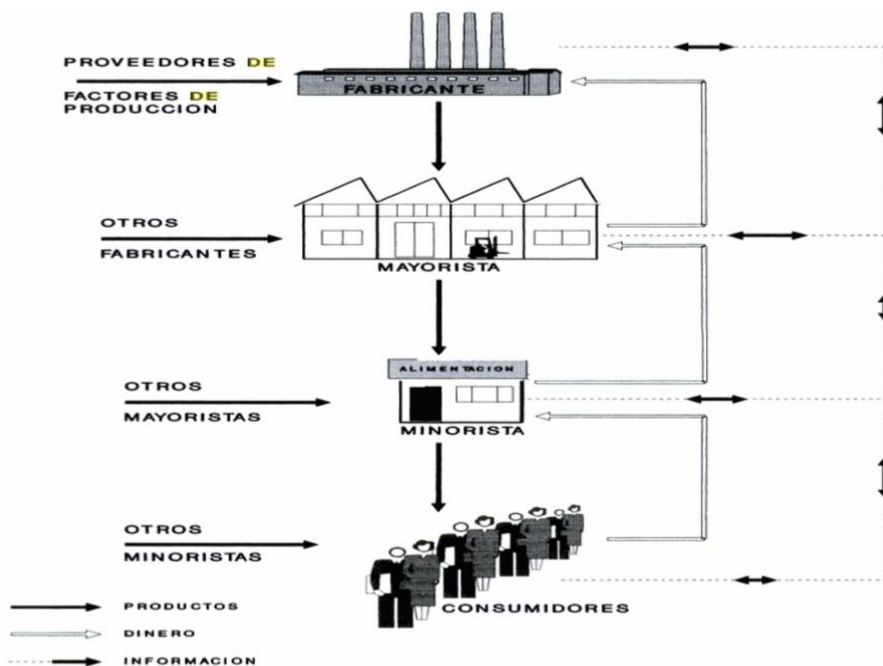 PROVEEDORES DE
FACTORES DE
PRODUCCION
FABRICANTE
OTROS
FABRICANTES
MAYORISTA
ALIMENTACION
OTROS
MAYORISTAS
MINORISTA
OTROS
MINORISTAS
CONSUMIDORES
PRODUCTOS
DINERO
INFORMACION